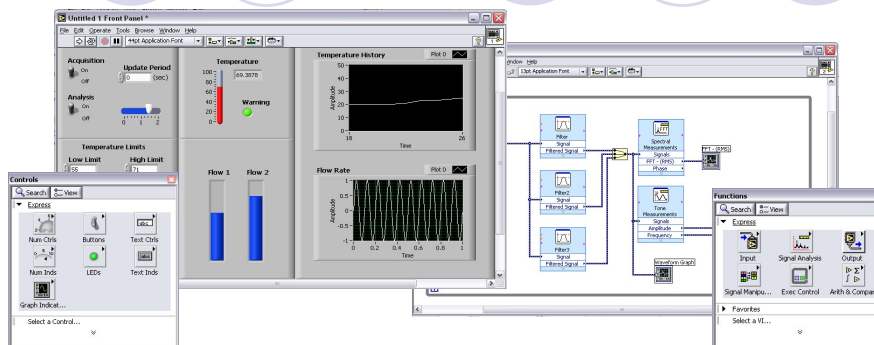 Untitled 1 Front Panel *
File Edit Operate Tools Browse Window Help
44pt Application Font
1
Acquisition
On
Off
Update Period
0 (sec)
Analysis
On
Off
0 1 2
Temperature Limits
Low Limit High Limit
55 71
Temperature
100
80
60
40
20
0
69.3878
Warning
Flow 1 Flow 2
Temperature History
Plot 0
50
40
30
20
10
0
Amplitude
18 26
Time
Flow Rate
Plot 0
1
0.5
0
-0.5
-1
Amplitude
0 0.2 0.4 0.6 0.8 1
Time
Controls
Search View
Express
Num Ctrls Buttons Text Ctrls
Num Inds LEDs Text Inds
Graph Indicat...
Select a Control...
Window Help
13pt Application Font
2
Filter
Signal
Filtered Signal
Filter2
Signal
Filtered Signal
Filter3
Signal
Filtered Signal
Spectral
Measurements
Signals
FFT - (RMS)
Phase
FFT - (RMS)
Tone
Measurements
Signals
Amplitude
Frequency
Waveform Graph
Functions
Search View
Express
Input Signal Analysis Output
Signal Manipu... Exec Control Arith & Compar
Favorites
Select a VI...